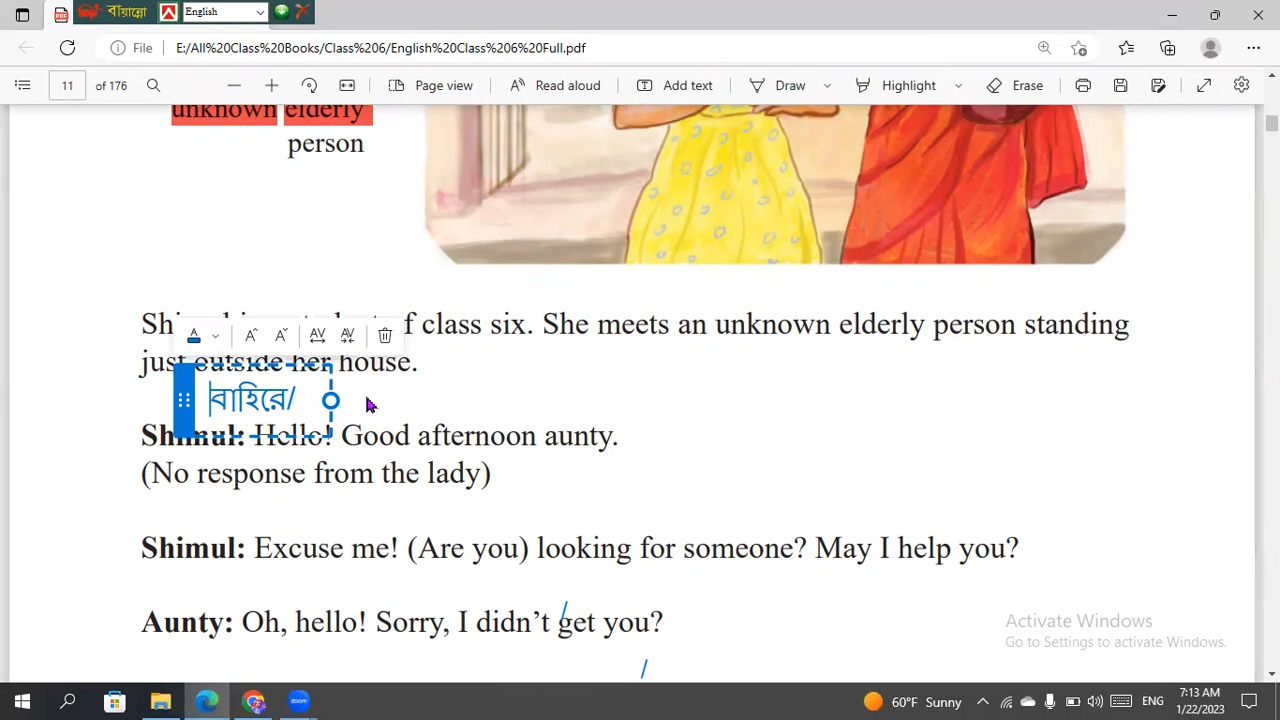 বায়ান্নো
English
File
E:/All%20Class%20Books/Class%206/English%20Class%206%20Full.pdf
11 of 176
Page view
Read aloud
Add text
Draw
Highlight
Erase
unknown elderly
person
of class six. She meets an unknown elderly person standing
just outside her house.
বাহিরে/
Shimul: Hello! Good afternoon aunty.
(No response from the lady)
Shimul: Excuse me! (Are you) looking for someone? May I help you?
Aunty: Oh, hello! Sorry, I didn’t get you?
/
/
Activate Windows
Go to Settings to activate Windows.
zoom
60°F Sunny
ENG
7:13 AM
1/22/2023